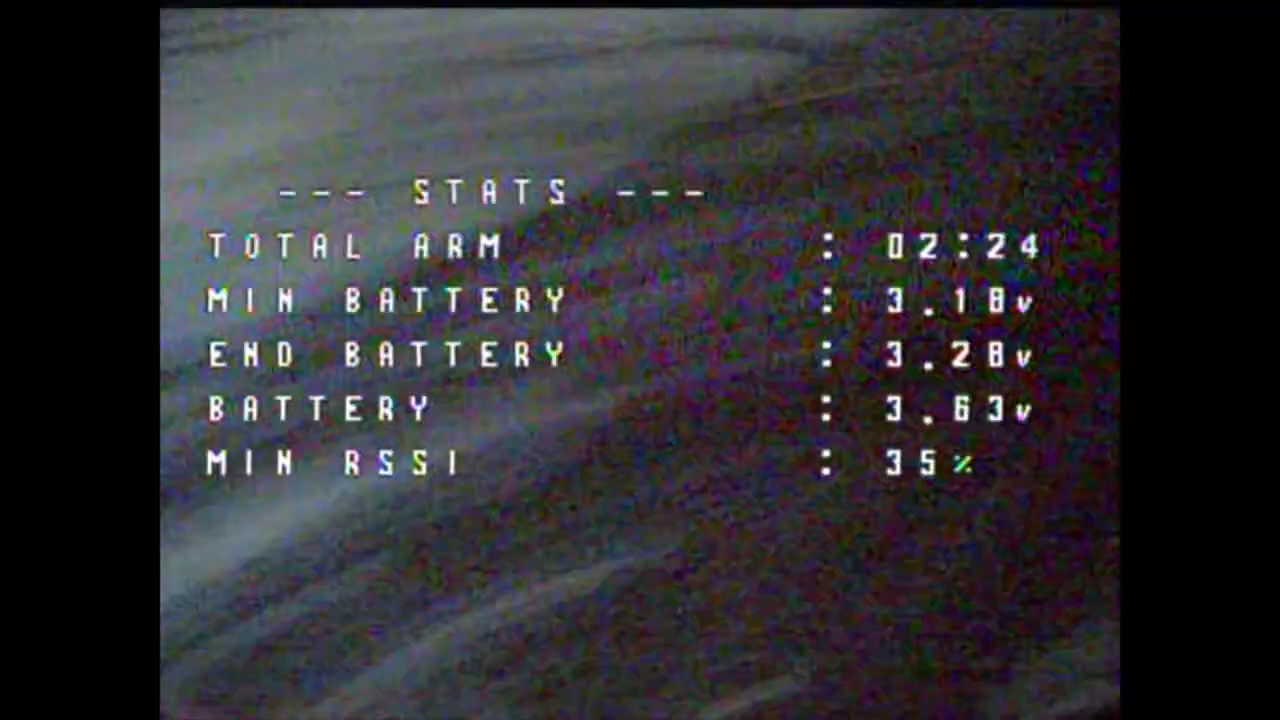 --- STATS ---
TOTAL ARM : 02:24
MIN BATTERY : 3.18v
END BATTERY : 3.28v
BATTERY : 3.63v
MIN RSSI : 35%